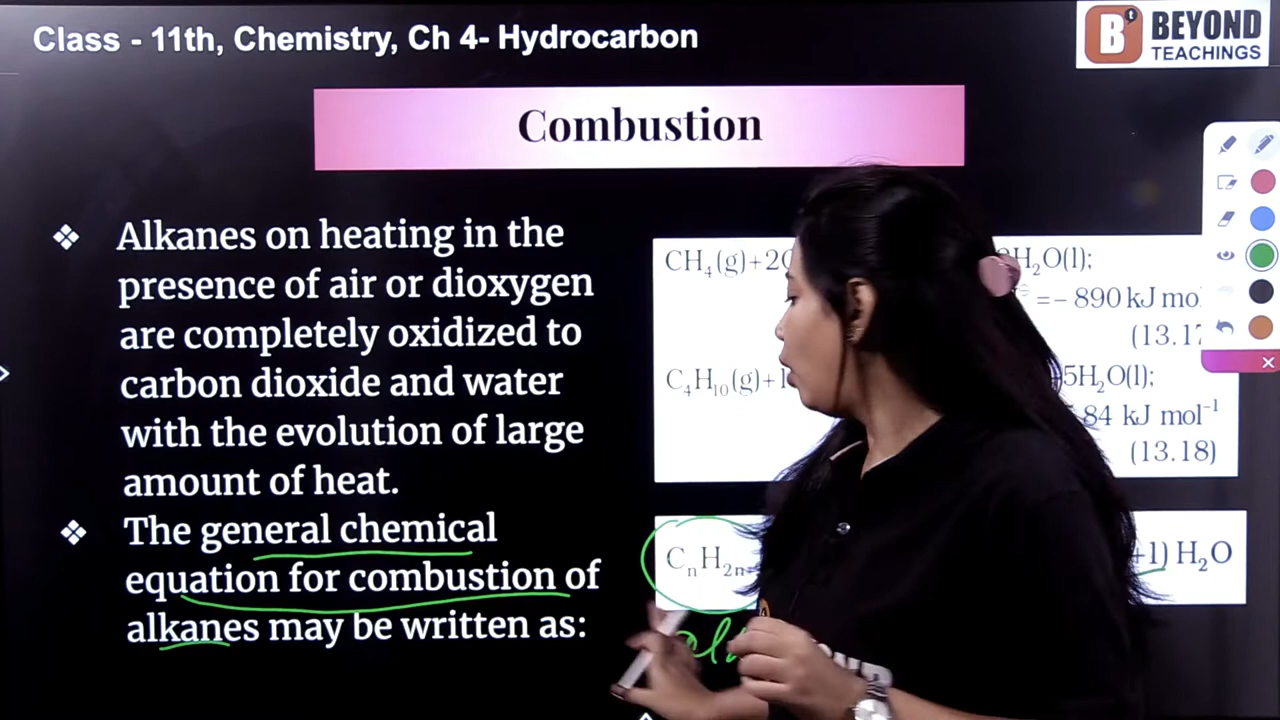 Class - 11th, Chemistry, Ch 4- Hydrocarbon
B t BEYOND
TEACHINGS
Combustion
❖ Alkanes on heating in the
presence of air or dioxygen
are completely oxidized to
carbon dioxide and water
with the evolution of large
amount of heat.
❖ The general chemical
equation for combustion of
alkanes may be written as:
CH₄(g)+2 H₂O(l);
=– 890 kJ mo
(13.17
C₄H₁₀(g)+ 5H₂O(l);
84 kJ mol⁻¹
(13.18)
CₙH₂ₙ +1) H₂O